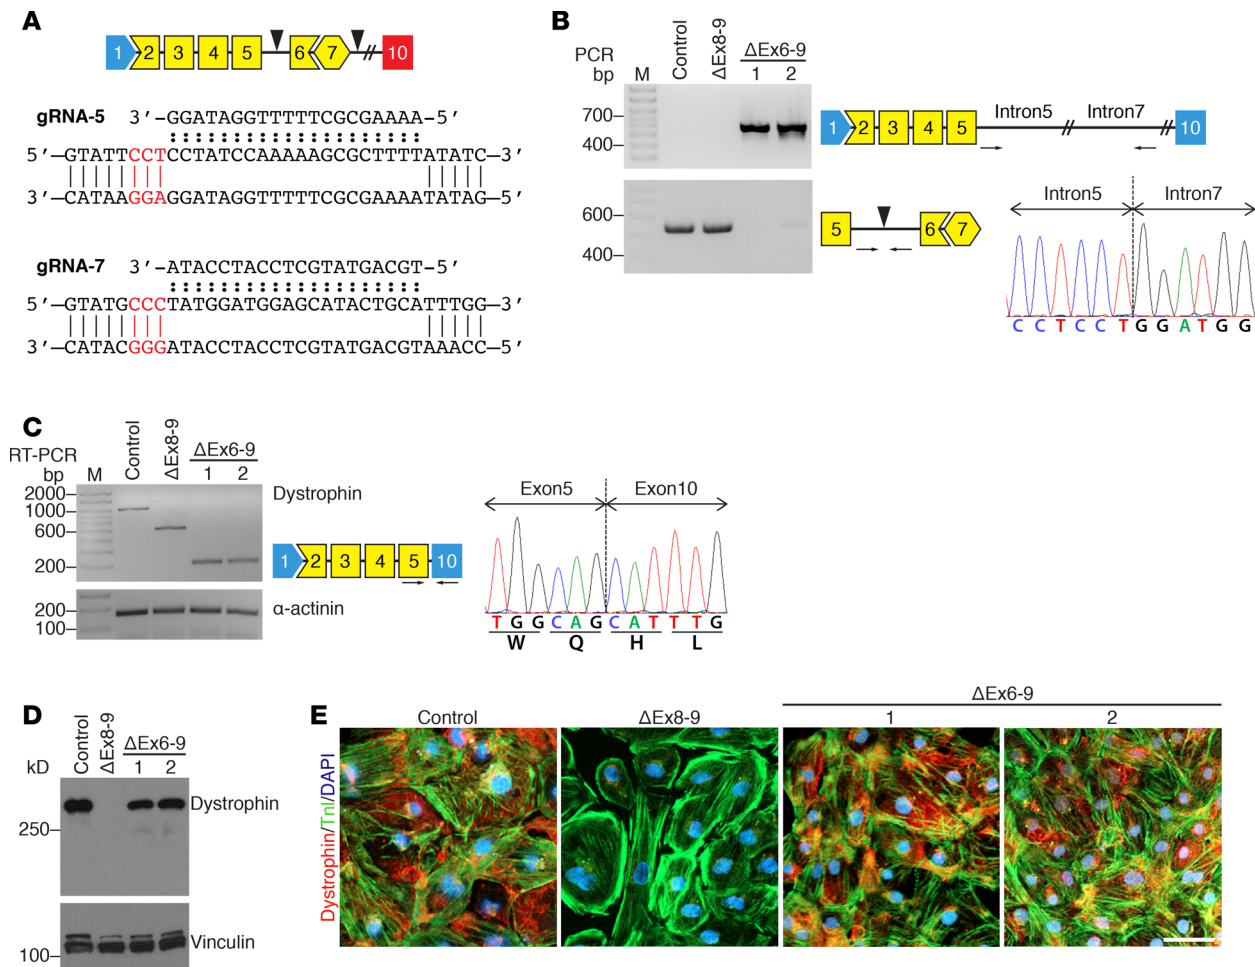 A
1 2 3 4 5 6 7 10
gRNA-5 3′-GGATAGGTTTTTCGCGAAAA-5′
5′-GTATTCCTCCTATCCAAAAAGCGCTTTTATATC-3′
3′-CATAAGGAGGATAGGTTTTTCGCGAAAATATAG-5′
gRNA-7 3′-ATACCTACCTCGTATGACGT-5′
5′-GTATGCCCTATGGATGGAGCATACTGCATTTGG-3′
3′-CATACGGGATACCTACCTCGTATGACGTAAACC-5′
B
PCR
bp M Control ΔEx8-9 ΔEx6-9
1 2
700
400
600
400
Intron5 Intron7
1 2 3 4 5 10
5 6 7
Intron5 Intron7
C C T C C T G G A T G G
C
RT-PCR
bp M Control ΔEx8-9 ΔEx6-9
1 2
2000
1000
600
200
Dystrophin
200
100
α-actinin
1 2 3 4 5 10
Exon5 Exon10
T G G C A G C A T T T G
W Q H L
D
kD Control ΔEx8-9 ΔEx6-9
1 2
Dystrophin
250
Vinculin
100
E
ΔEx6-9
Control ΔEx8-9 1 2
Dystrophin/TnI/DAPI